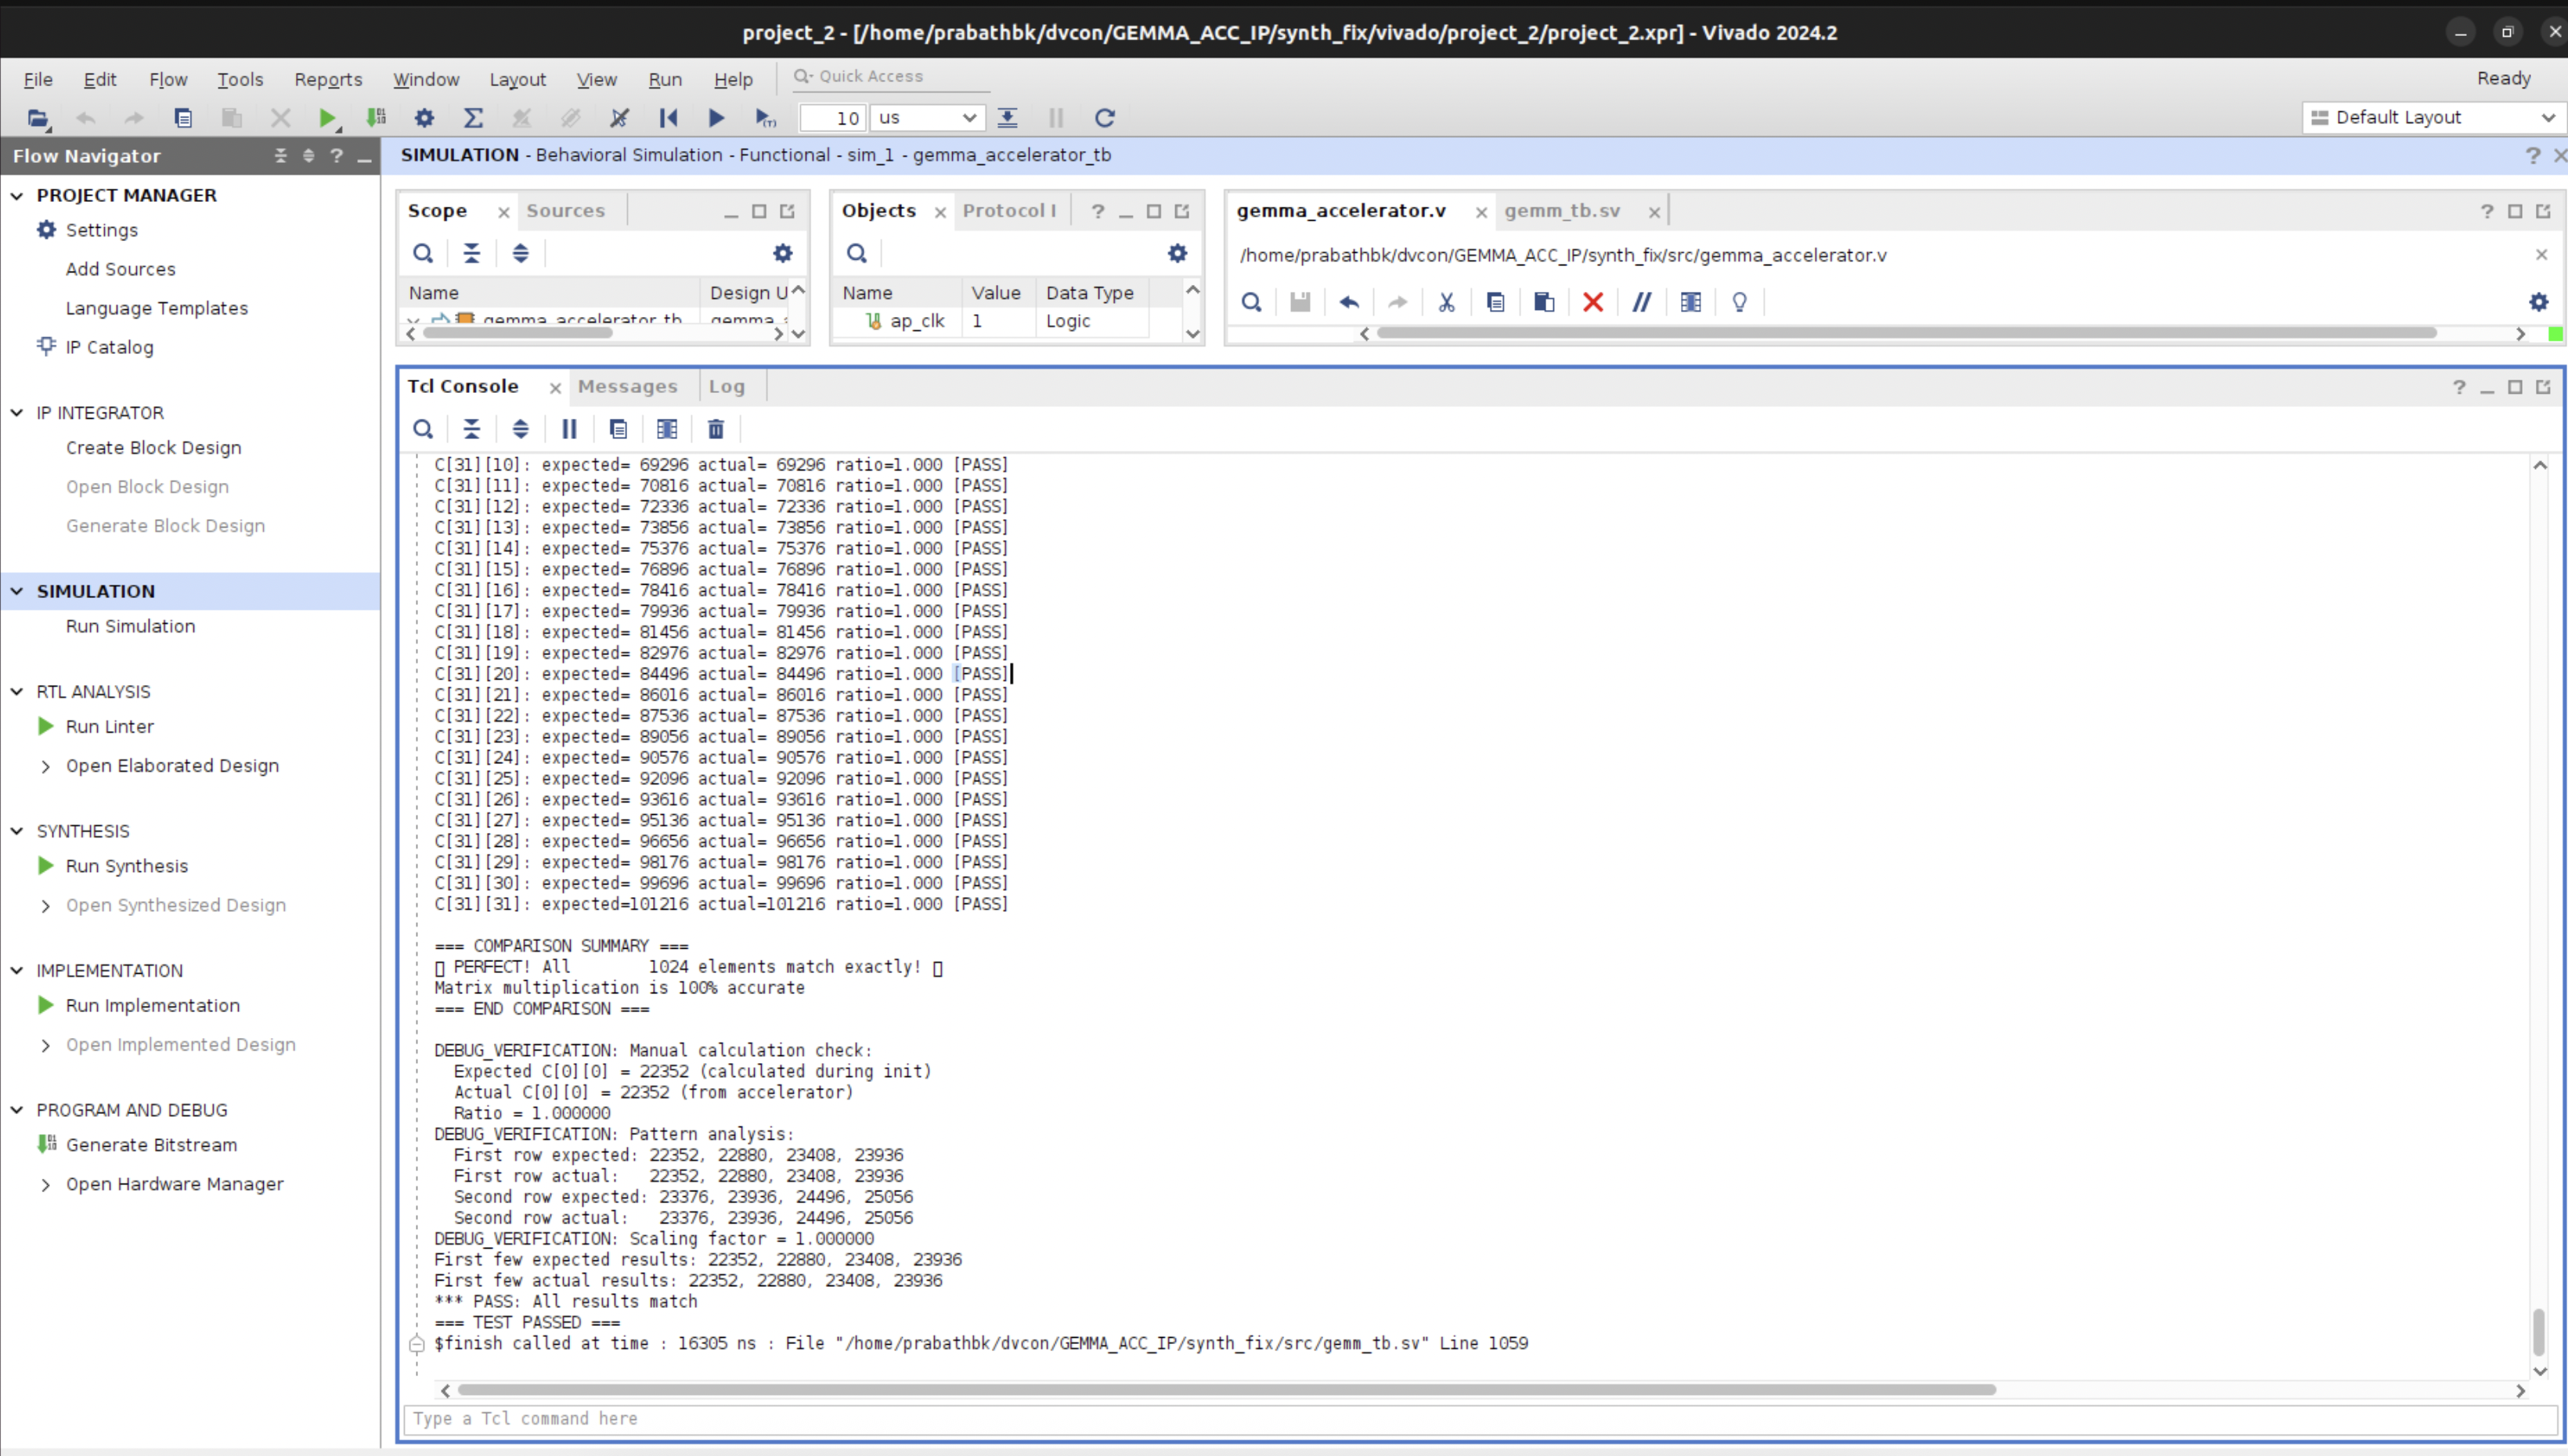 project_2 - [/home/prabathbk/dvcon/GEMMA_ACC_IP/synth_fix/vivado/project_2/project_2.xpr] - Vivado 2024.2
File Edit Flow Tools Reports Window Layout View Run Help Quick Access Ready
10 us Default Layout
Flow Navigator
PROJECT MANAGER
Settings
Add Sources
Language Templates
IP Catalog
IP INTEGRATOR
Create Block Design
Open Block Design
Generate Block Design
SIMULATION
Run Simulation
RTL ANALYSIS
Run Linter
Open Elaborated Design
SYNTHESIS
Run Synthesis
Open Synthesized Design
IMPLEMENTATION
Run Implementation
Open Implemented Design
PROGRAM AND DEBUG
Generate Bitstream
Open Hardware Manager
SIMULATION - Behavioral Simulation - Functional - sim_1 - gemma_accelerator_tb
Scope Sources
Name Design U
gemma_accelerator_tb gemma_
Objects Protocol I
Name Value Data Type
ap_clk 1 Logic
gemma_accelerator.v gemm_tb.sv
/home/prabathbk/dvcon/GEMMA_ACC_IP/synth_fix/src/gemma_accelerator.v
Tcl Console Messages Log
C[31][10]: expected= 69296 actual= 69296 ratio=1.000 [PASS]
C[31][11]: expected= 70816 actual= 70816 ratio=1.000 [PASS]
C[31][12]: expected= 72336 actual= 72336 ratio=1.000 [PASS]
C[31][13]: expected= 73856 actual= 73856 ratio=1.000 [PASS]
C[31][14]: expected= 75376 actual= 75376 ratio=1.000 [PASS]
C[31][15]: expected= 76896 actual= 76896 ratio=1.000 [PASS]
C[31][16]: expected= 78416 actual= 78416 ratio=1.000 [PASS]
C[31][17]: expected= 79936 actual= 79936 ratio=1.000 [PASS]
C[31][18]: expected= 81456 actual= 81456 ratio=1.000 [PASS]
C[31][19]: expected= 82976 actual= 82976 ratio=1.000 [PASS]
C[31][20]: expected= 84496 actual= 84496 ratio=1.000 [PASS]
C[31][21]: expected= 86016 actual= 86016 ratio=1.000 [PASS]
C[31][22]: expected= 87536 actual= 87536 ratio=1.000 [PASS]
C[31][23]: expected= 89056 actual= 89056 ratio=1.000 [PASS]
C[31][24]: expected= 90576 actual= 90576 ratio=1.000 [PASS]
C[31][25]: expected= 92096 actual= 92096 ratio=1.000 [PASS]
C[31][26]: expected= 93616 actual= 93616 ratio=1.000 [PASS]
C[31][27]: expected= 95136 actual= 95136 ratio=1.000 [PASS]
C[31][28]: expected= 96656 actual= 96656 ratio=1.000 [PASS]
C[31][29]: expected= 98176 actual= 98176 ratio=1.000 [PASS]
C[31][30]: expected= 99696 actual= 99696 ratio=1.000 [PASS]
C[31][31]: expected=101216 actual=101216 ratio=1.000 [PASS]
=== COMPARISON SUMMARY ===
PERFECT! All 1024 elements match exactly!
Matrix multiplication is 100% accurate
=== END COMPARISON ===
DEBUG_VERIFICATION: Manual calculation check:
Expected C[0][0] = 22352 (calculated during init)
Actual C[0][0] = 22352 (from accelerator)
Ratio = 1.000000
DEBUG_VERIFICATION: Pattern analysis:
First row expected: 22352, 22880, 23408, 23936
First row actual: 22352, 22880, 23408, 23936
Second row expected: 23376, 23936, 24496, 25056
Second row actual: 23376, 23936, 24496, 25056
DEBUG_VERIFICATION: Scaling factor = 1.000000
First few expected results: 22352, 22880, 23408, 23936
First few actual results: 22352, 22880, 23408, 23936
*** PASS: All results match
=== TEST PASSED ===
$finish called at time : 16305 ns : File "/home/prabathbk/dvcon/GEMMA_ACC_IP/synth_fix/src/gemm_tb.sv" Line 1059
Type a Tcl command here